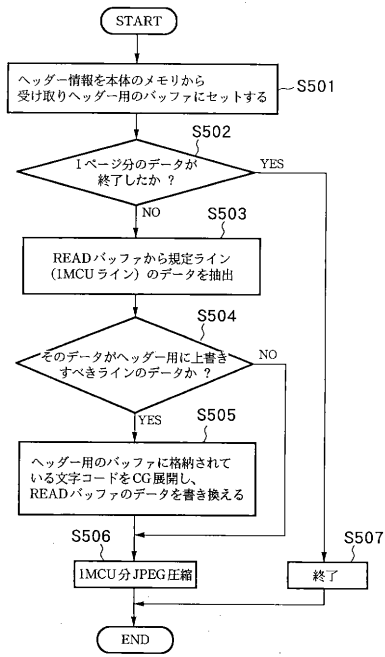 START
ヘッダー情報を本体のメモリから
受け取りヘッダー用のバッファにセットする
S501
S502
1ページ分のデータが
終了したか ?
YES
NO
S503
READバッファから規定ライン
(1MCUライン)のデータを抽出
S504
そのデータがヘッダー用に上書き
すべきラインのデータか ?
NO
YES
S505
ヘッダー用のバッファに格納されて
いる文字コードをCG展開し、
READバッファのデータを書き換える
S506
1MCU分JPEG圧縮
S507
終了
END